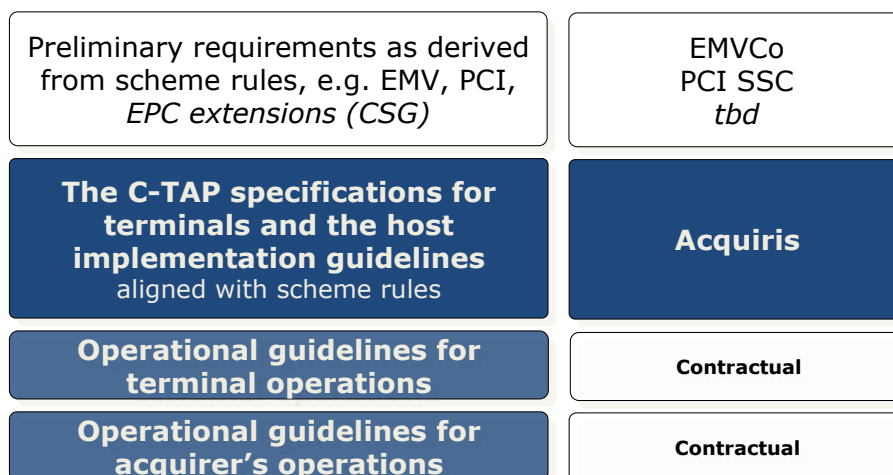 Preliminary requirements as derived
from scheme rules, e.g. EMV, PCI,
EPC extensions (CSG)
EMVCo
PCI SSC
tbd
The C-TAP specifications for
terminals and the host
implementation guidelines
aligned with scheme rules
Acquiris
Operational guidelines for
terminal operations
Contractual
Operational guidelines for
acquirer's operations
Contractual